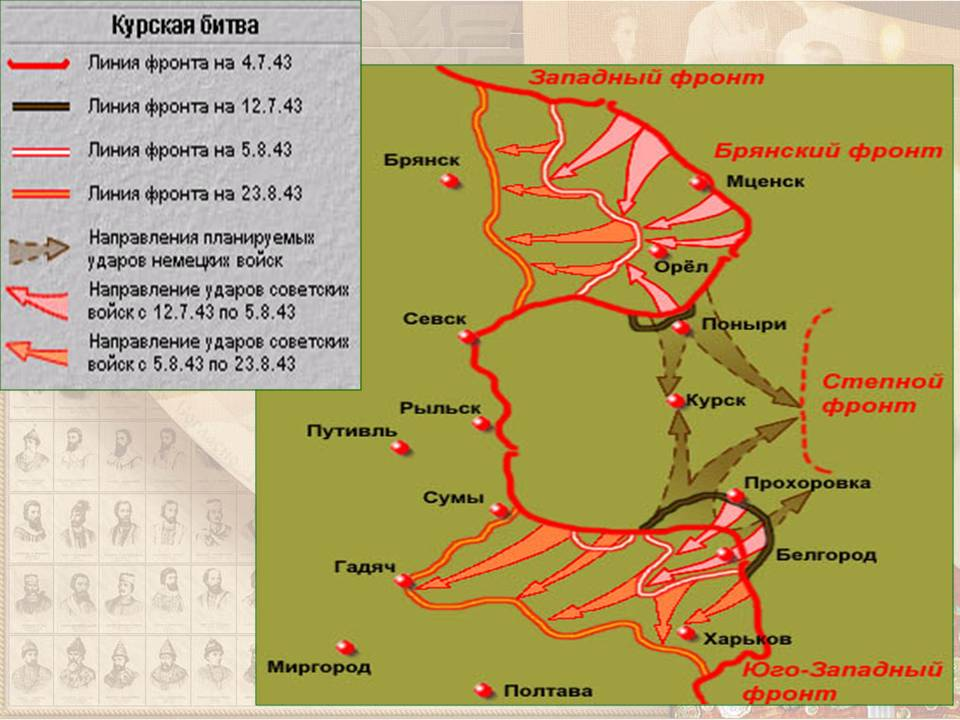 Курская битва
Линия фронта на 4.7.43
Линия фронта на 12.7.43
Линия фронта на 5.8.43
Линия фронта на 23.8.43
Направления планируемых
ударов немецких войск
Направление ударов советских
войск с 12.7.43 по 5.8.43
Направление ударов советских
войск с 5.8.43 по 23.8.43
Западный фронт
Брянский фронт
Брянск
Мценск
Орёл
Севск
Поныри
Степной
фронт
Рыльск
Курск
Путивль
Прохоровка
Сумы
Белгород
Гадяч
Харьков
Миргород
Юго-Западный
фронт
Полтава